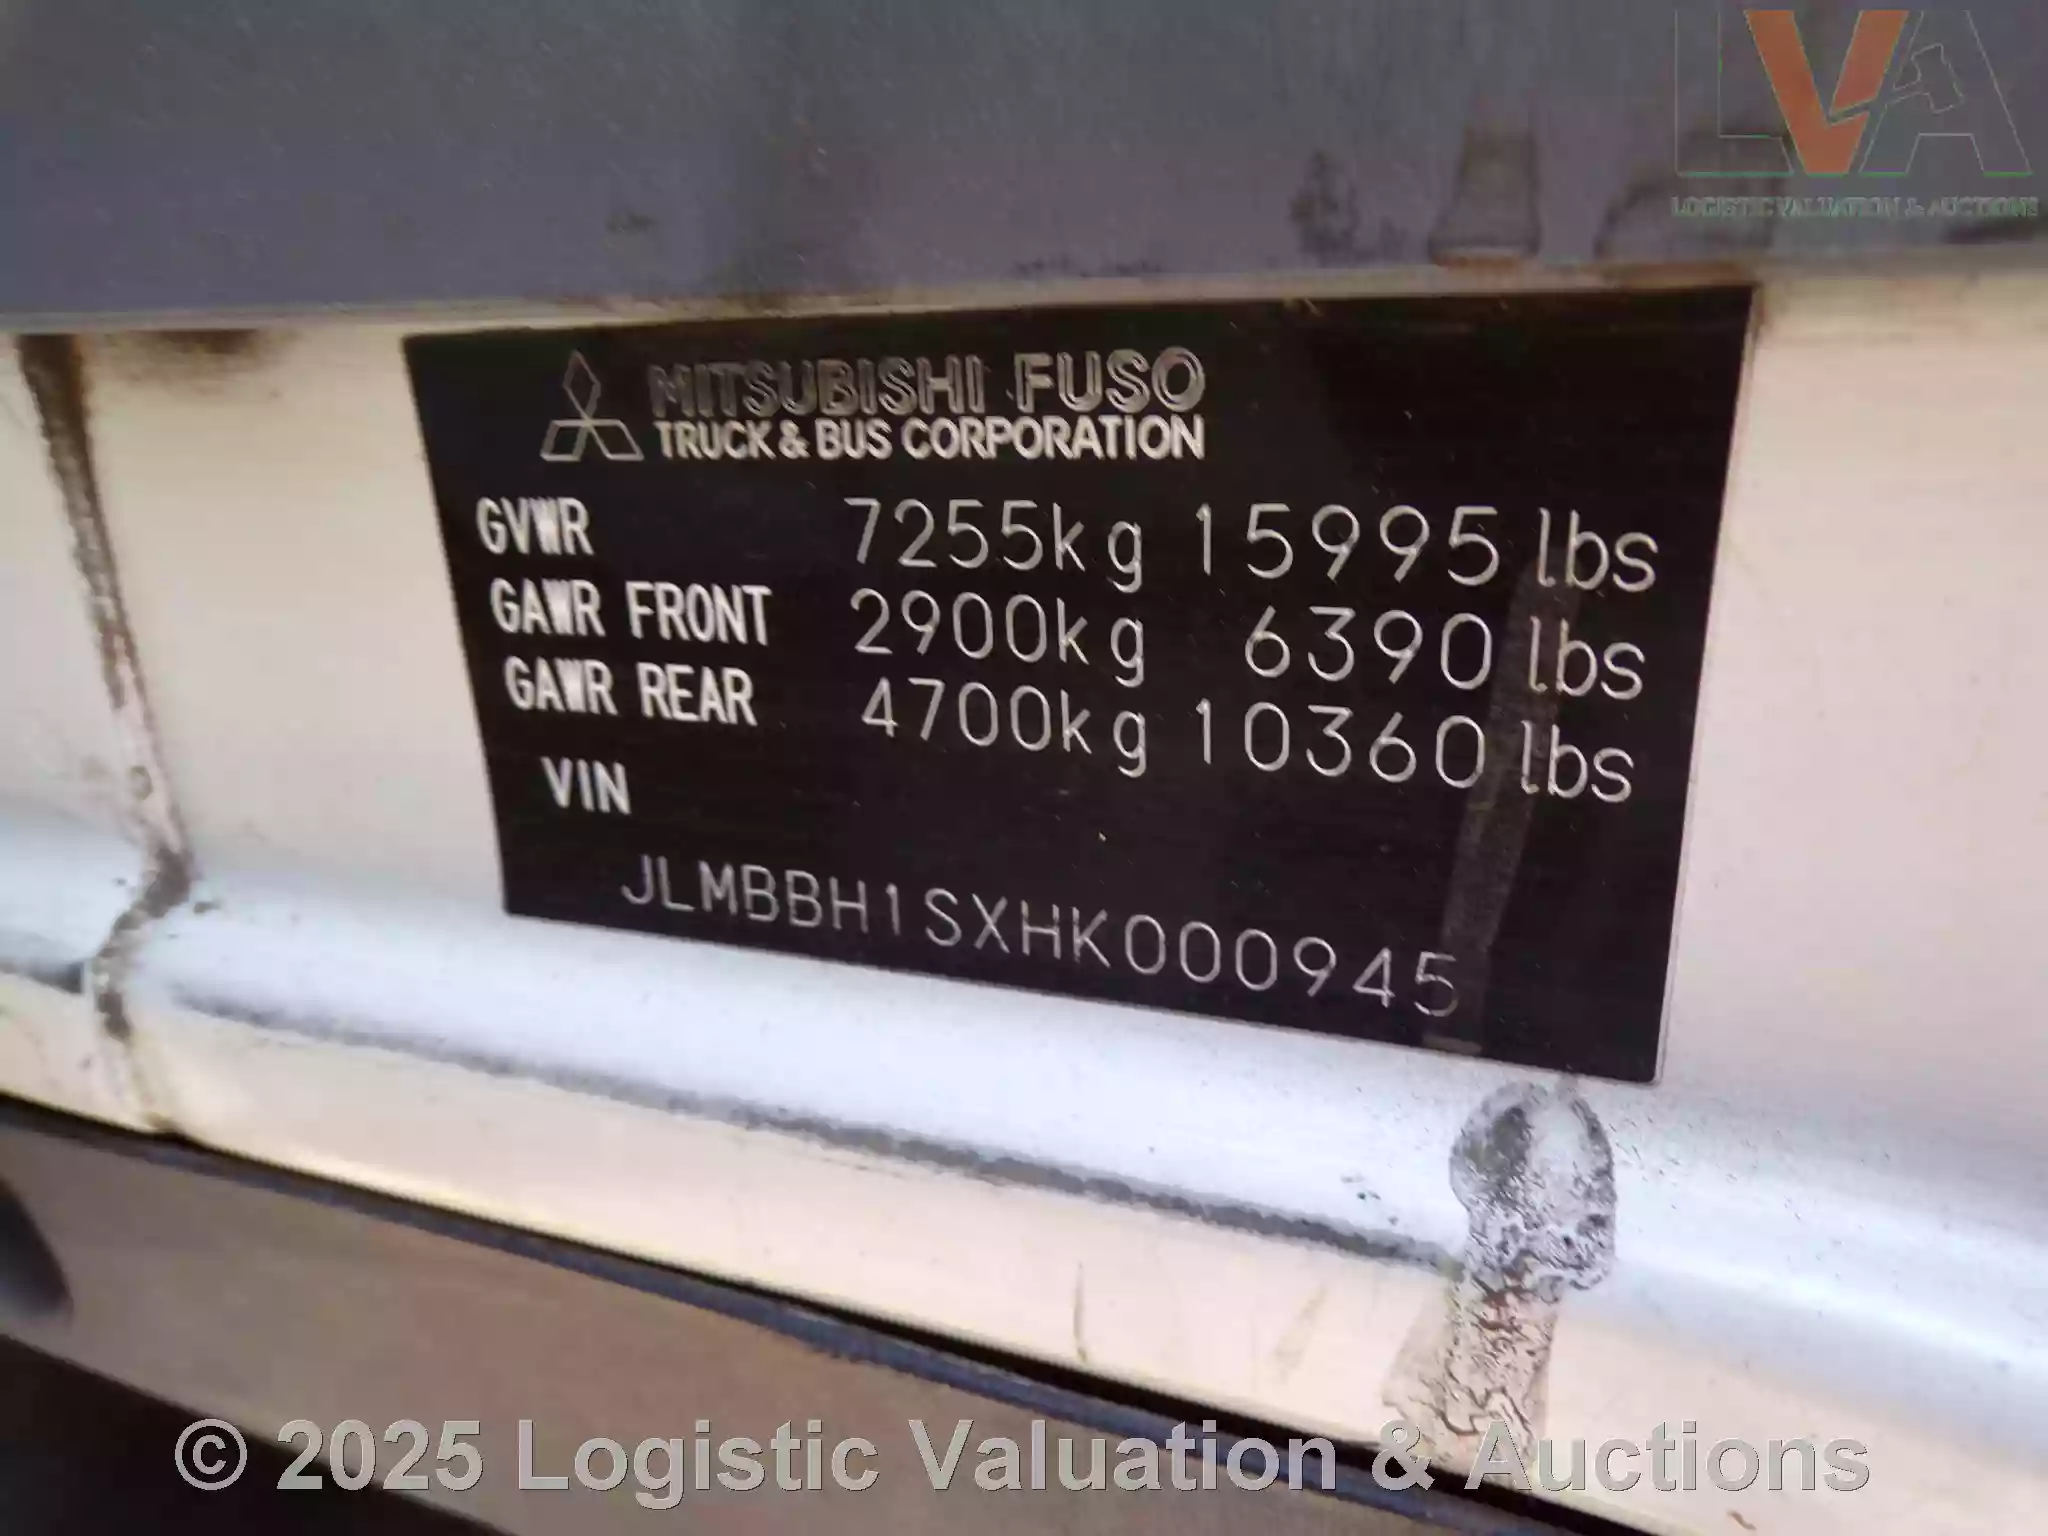 LVA
LOGISTIC VALUATION & AUCTIONS
MITSUBISHI FUSO
TRUCK & BUS CORPORATION
GVWR 7255kg 15995 lbs
GAWR FRONT 2900kg 6390 lbs
GAWR REAR 4700kg 10360 lbs
VIN
JLMBBH1SXHK000945
© 2025 Logistic Valuation & Auctions